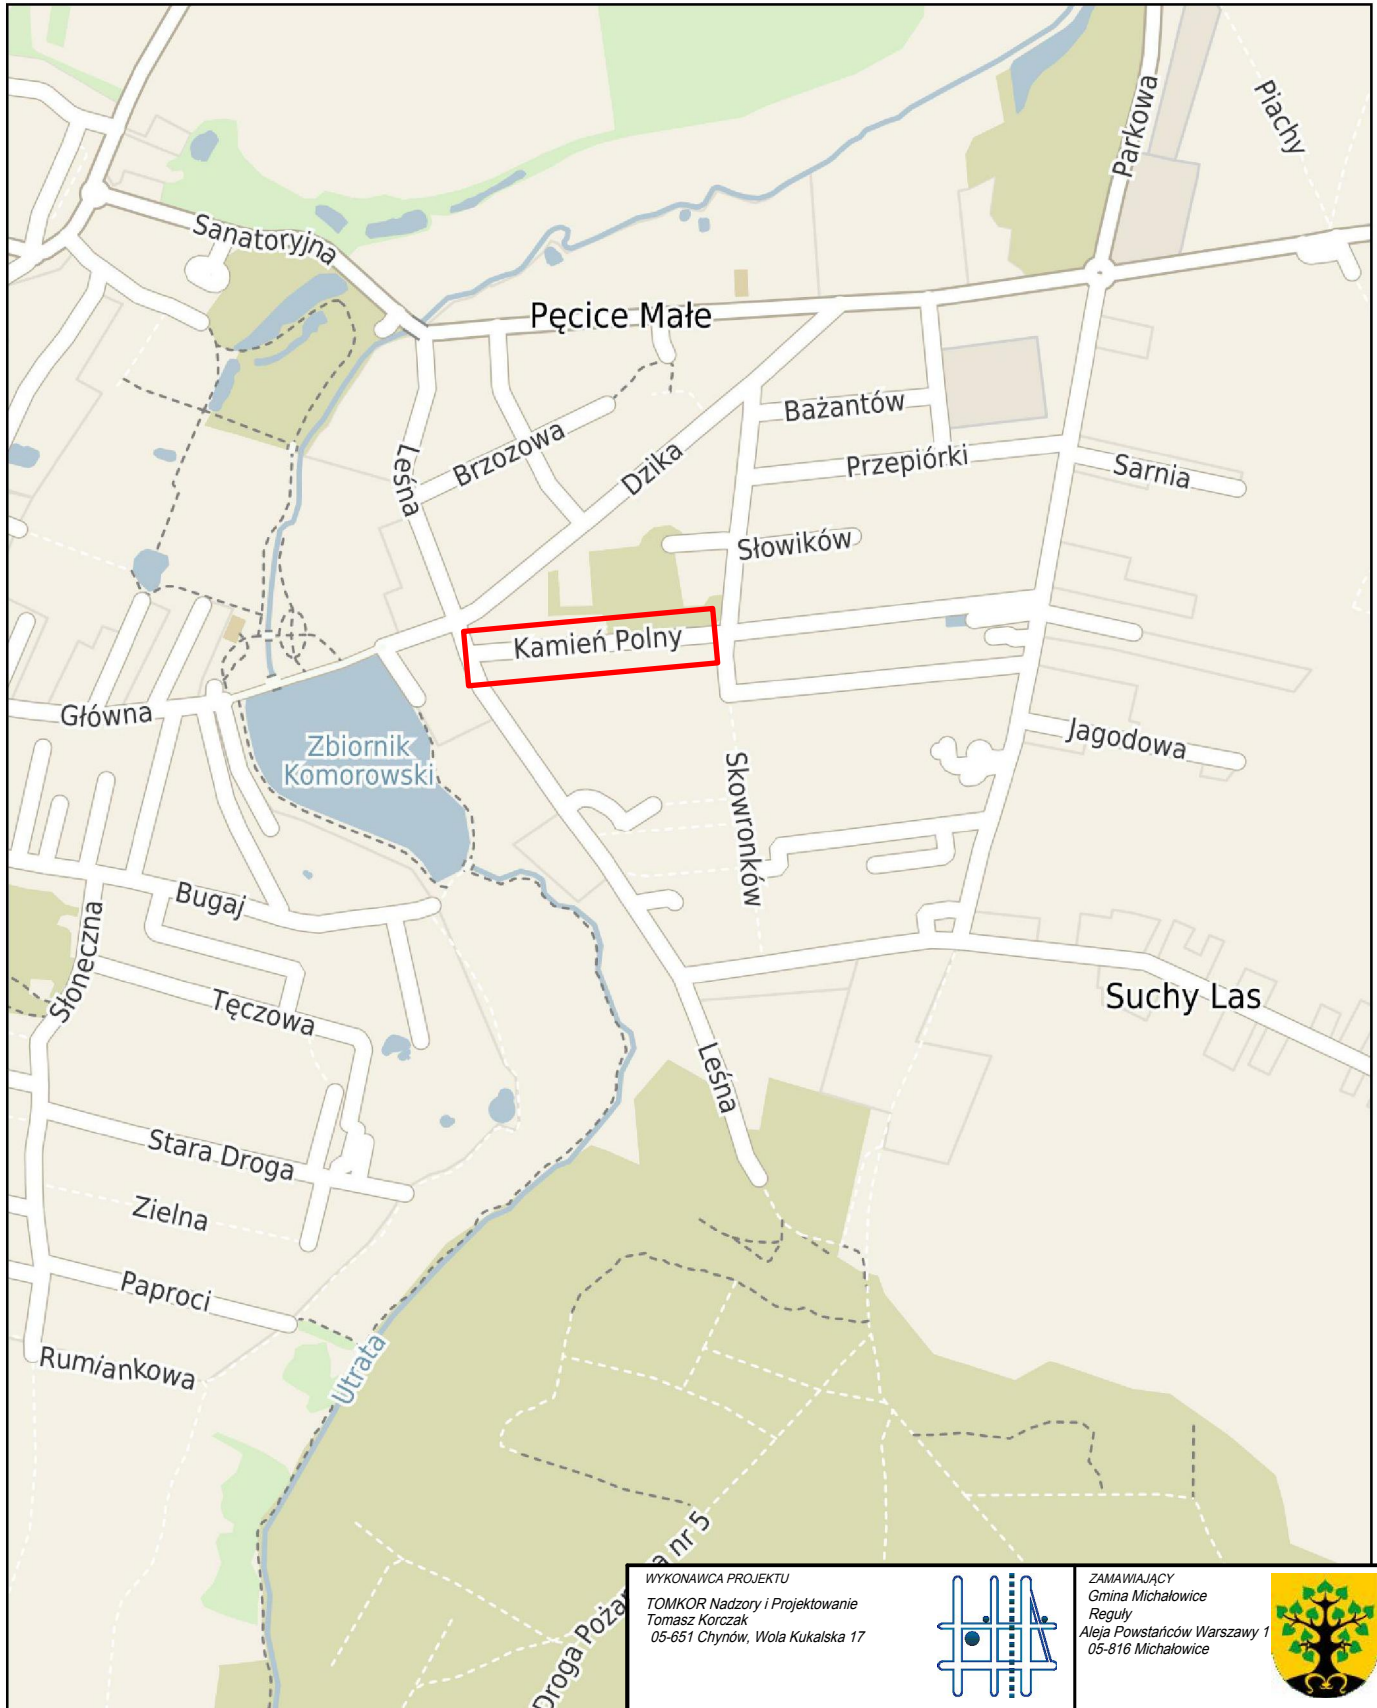 Piachy
Parkowa
Sanatoryjna
Pęcice Małe
Bażantów
Leśna
Brzozowa
Dzika
Przepiórki
Sarnia
Słowików
Kamień Polny
Główna
Zbiornik
Komorowski
Jagodowa
Skowronków
Bugaj
Słoneczna
Tęczowa
Suchy Las
Leśna
Stara Droga
Zielna
Paproci
Utrata
Rumiankowa
Droga Pożar
a nr 5
WYKONAWCA PROJEKTU
TOMKOR Nadzory i Projektowanie
Tomasz Korczak
05-651 Chynów, Wola Kukalska 17
ZAMAWIAJĄCY
Gmina Michałowice
Reguły
Aleja Powstańców Warszawy 1
05-816 Michałowice